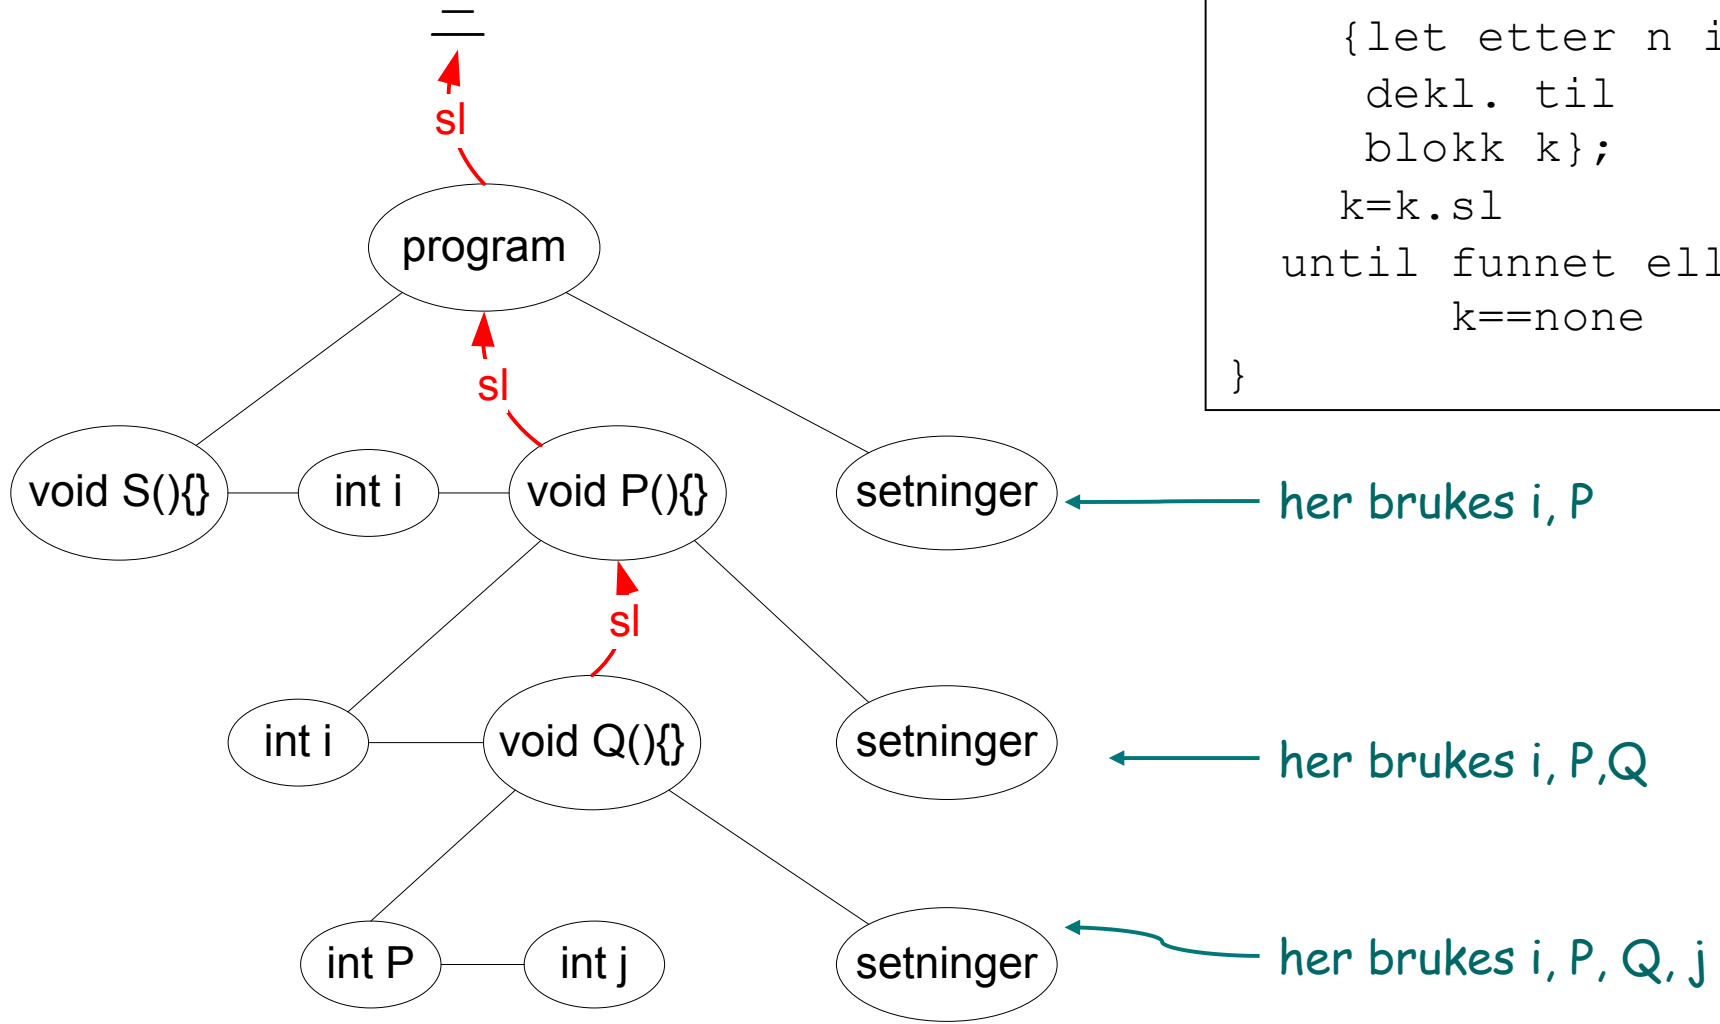 {let etter n i
dekl. til
blokk k};
k=k.sl
until funnet ell
k==none
}
sl
program
sl
void S(){}
int i
void P(){}
setninger
her brukes i, P
sl
int i
void Q(){}
setninger
her brukes i, P,Q
int P
int j
setninger
her brukes i, P, Q, j